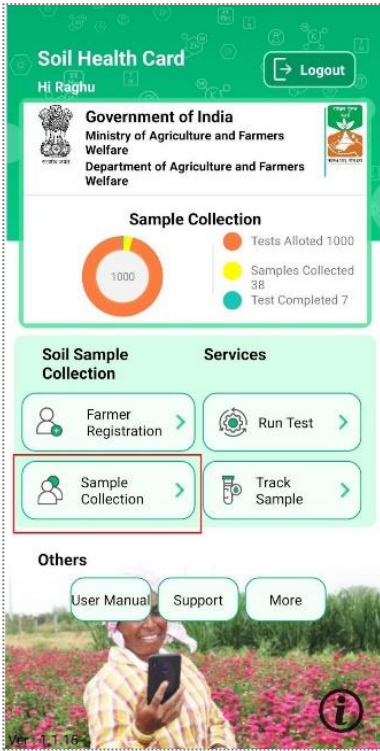 Soil Health Card
Logout
Hi Raghu
Government of India
Ministry of Agriculture and Farmers
Welfare
Department of Agriculture and Farmers
Welfare
Sample Collection
1000
Tests Alloted 1000
Samples Collected
38
Test Completed 7
Soil Sample
Collection
Services
Farmer
Registration
Run Test
Sample
Collection
Track
Sample
Others
User Manual
Support
More
Ver - 1.1.16